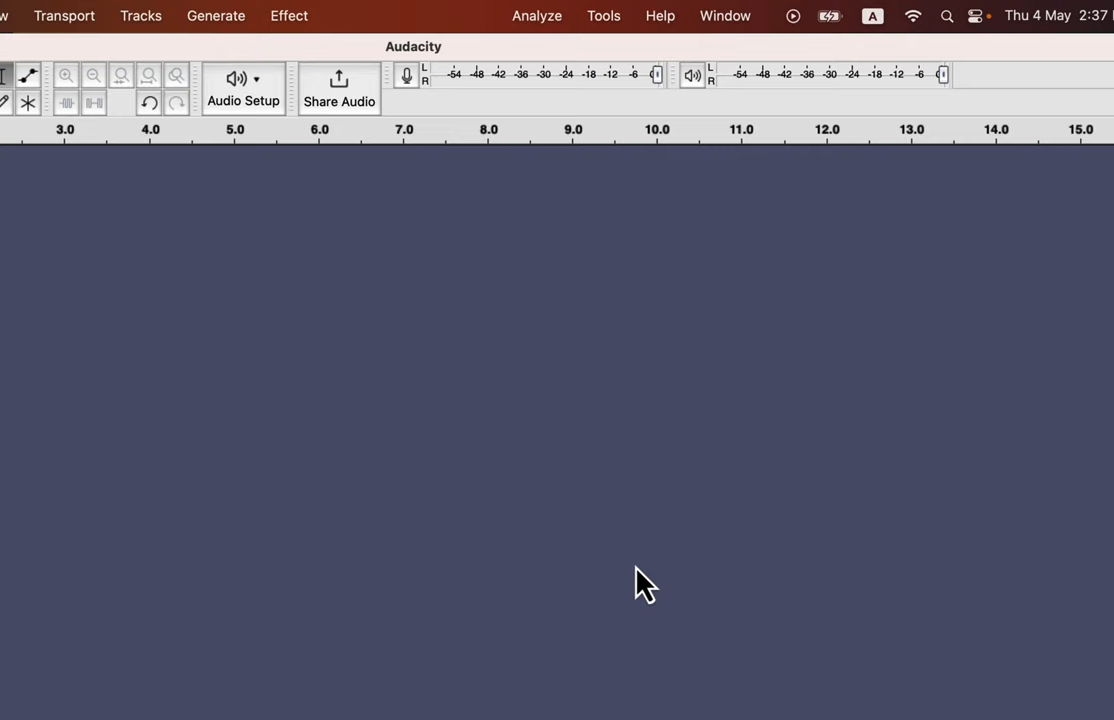 Transport Tracks Generate Effect Analyze Tools Help Window A Thu 4 May 2:37
Audacity
L -54 -48 -42 -36 -30 -24 -18 -12 -6 L -54 -48 -42 -36 -30 -24 -18 -12 -6
R R
Audio Setup Share Audio
3.0 4.0 5.0 6.0 7.0 8.0 9.0 10.0 11.0 12.0 13.0 14.0 15.0